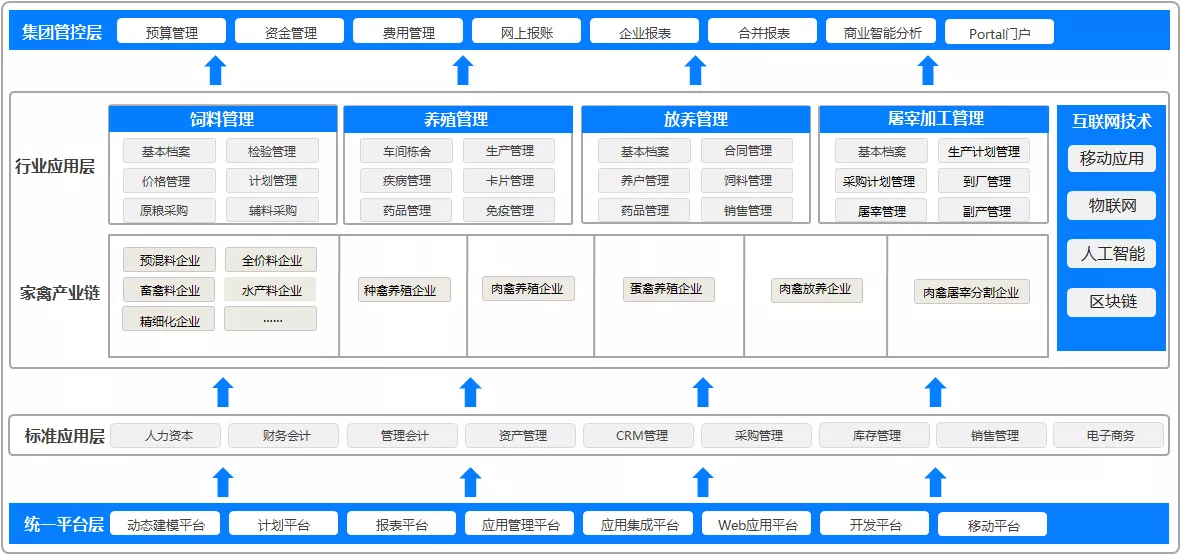 集团管控层 预算管理 资金管理 费用管理 网上报账 企业报表 合并报表 商业智能分析 Portal门户
饲料管理 养殖管理 放养管理 屠宰加工管理 互联网技术
行业应用层
基本档案 检验管理 车间栋舍 生产管理 基本档案 合同管理 基本档案 生产计划管理 移动应用
价格管理 计划管理 疾病管理 卡片管理 养户管理 饲料管理 采购计划管理 到厂管理
原粮采购 辅料采购 药品管理 免疫管理 药品管理 销售管理 屠宰管理 副产管理 物联网
家禽产业链
预混料企业 全价料企业 人工智能
畜禽料企业 水产料企业 种禽养殖企业 肉禽养殖企业 蛋禽养殖企业 肉禽放养企业 肉禽屠宰分割企业 区块链
精细化企业 ······
标准应用层 人力资本 财务会计 管理会计 资产管理 CRM管理 采购管理 库存管理 销售管理 电子商务
统一平台层 动态建模平台 计划平台 报表平台 应用管理平台 应用集成平台 Web应用平台 开发平台 移动平台